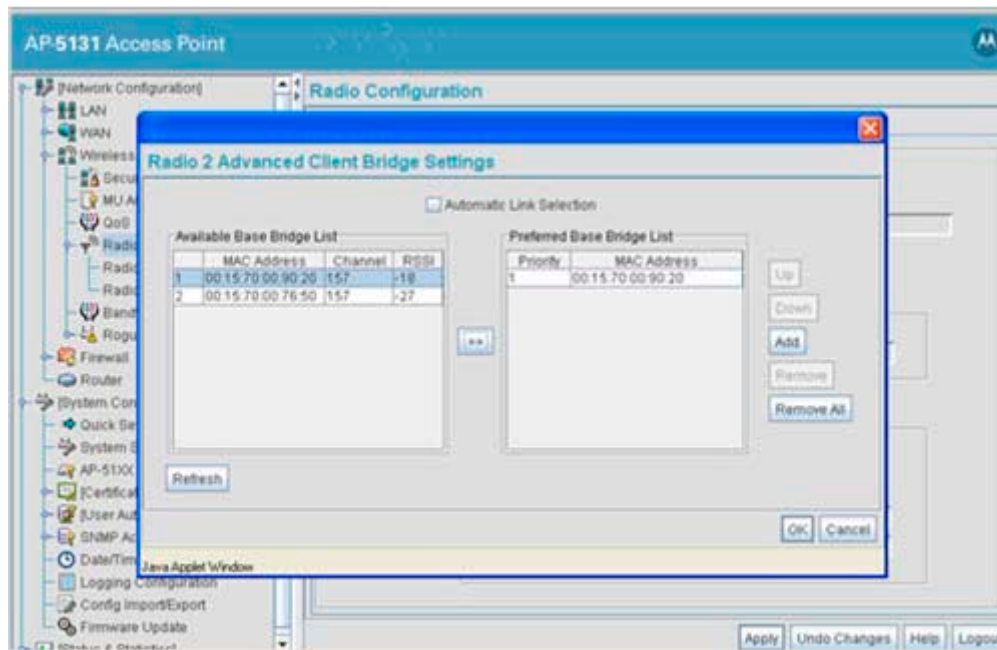 AP-5131 Access Point
[Network Configuration]
LAN
WAN
Wireless
Secu
MU A
QoS
Radio
Radio
Radio
Band
Rogu
Firewall
Router
[System Con
Quick Se
System S
AP-51XX
[Certificat
[User Aut
SNMP Ac
Date/Tim
Logging Configuration
Config Import/Export
Firmware Update
[Status & Statistics]
Radio Configuration
Radio 2 Advanced Client Bridge Settings
Automatic Link Selection
Available Base Bridge List
MAC Address Channel RSSI
1 00:15:70:00:90:20 157 -18
2 00:15:70:00:76:50 157 -27
Refresh
>>
Preferred Base Bridge List
Priority MAC Address
1 00:15:70:00:90:20
Up
Down
Add
Remove
Remove All
OK Cancel
Java Applet Window
Apply Undo Changes Help Logou